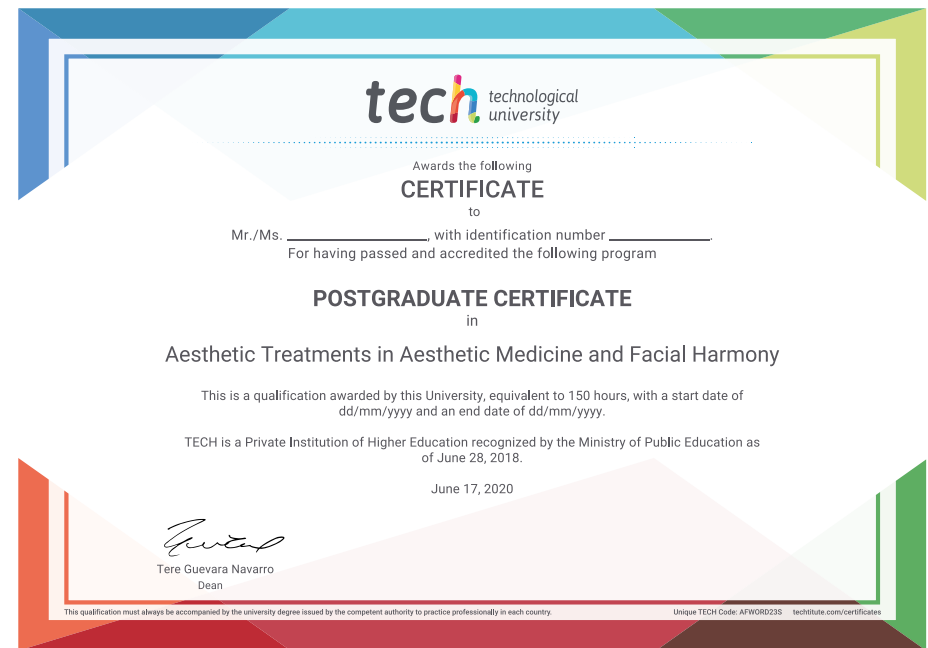 tech technological
university
Awards the following
CERTIFICATE
to
Mr./Ms. ____________________, with identification number ______________.
For having passed and accredited the following program
POSTGRADUATE CERTIFICATE
in
Aesthetic Treatments in Aesthetic Medicine and Facial Harmony
This is a qualification awarded by this University, equivalent to 150 hours, with a start date of
dd/mm/yyyy and an end date of dd/mm/yyyy.
TECH is a Private Institution of Higher Education recognized by the Ministry of Public Education as
of June 28, 2018.
June 17, 2020
Tere Guevara Navarro
Dean
This qualification must always be accompanied by the university degree issued by the competent authority to practice professionally in each country. Unique TECH Code: AFWORD23S techtitute.com/certificates